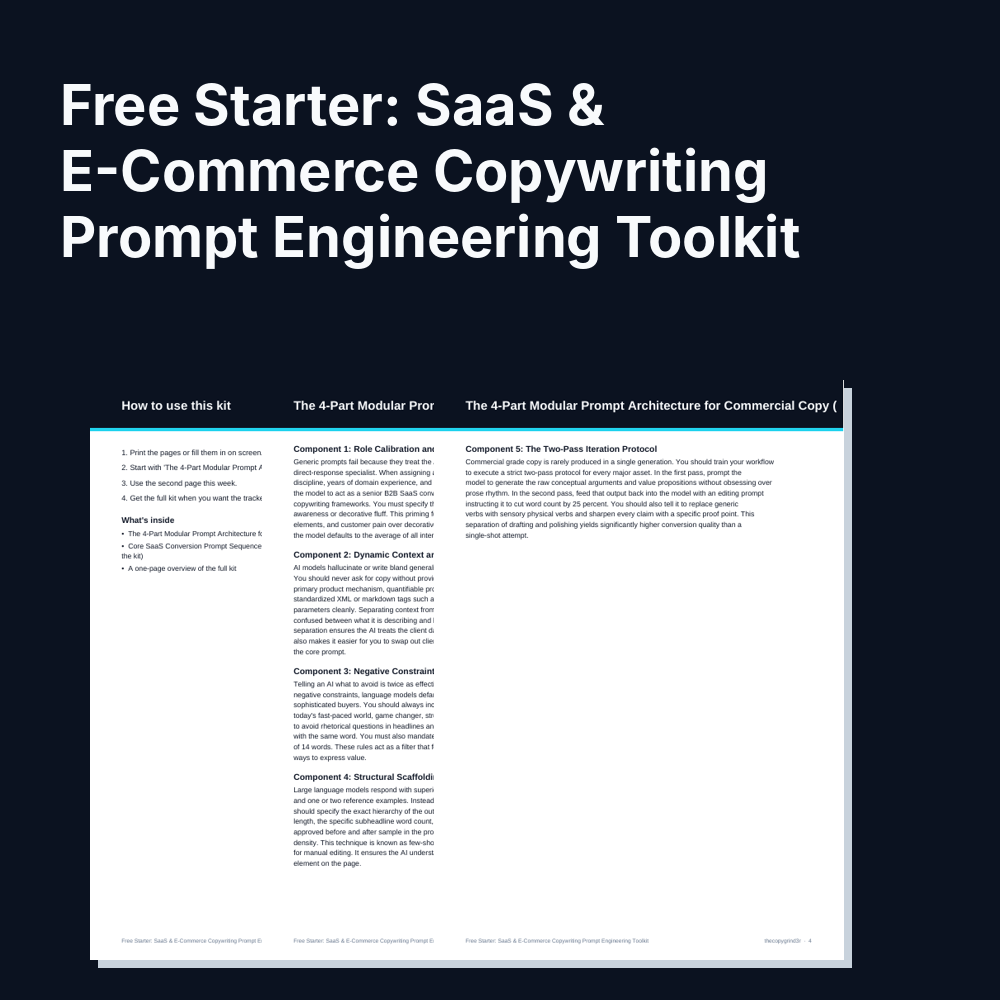 Free Starter: SaaS &
E-Commerce Copywriting
Prompt Engineering Toolkit
How to use this kit
1. Print the pages or fill them in on screen
2. Start with 'The 4-Part Modular Prompt A
3. Use the second page this week.
4. Get the full kit when you want the tracke
What's inside
• The 4-Part Modular Prompt Architecture fo
• Core SaaS Conversion Prompt Sequence
the kit)
• A one-page overview of the full kit
Free Starter: SaaS & E-Commerce Copywriting Prompt E
The 4-Part Modular Pror
Component 1: Role Calibration and
Generic prompts fail because they treat the
direct-response specialist. When assigning a
discipline, years of domain experience, and
the model to act as a senior B2B SaaS conv
copywriting frameworks. You must specify th
awareness or decorative fluff. This priming f
elements, and customer pain over decorativ
the model defaults to the average of all inter
Component 2: Dynamic Context an
AI models hallucinate or write bland general
You should never ask for copy without provi
primary product mechanism, quantifiable pro
standardized XML or markdown tags such a
parameters cleanly. Separating context from
confused between what it is describing and
separation ensures the AI treats the client da
also makes it easier for you to swap out clie
the core prompt.
Component 3: Negative Constraint
Telling an AI what to avoid is twice as effecti
negative constraints, language models defau
sophisticated buyers. You should always inc
today's fast-paced world, game changer, stre
to avoid rhetorical questions in headlines an
with the same word. You must also mandate
of 14 words. These rules act as a filter that f
ways to express value.
Component 4: Structural Scaffoldi
Large language models respond with superi
and one or two reference examples. Instead
should specify the exact hierarchy of the out
length, the specific subheadline word count,
approved before and after sample in the pro
density. This technique is known as few-sho
for manual editing. It ensures the AI underst
element on the page.
Free Starter: SaaS & E-Commerce Copywriting Prompt E
The 4-Part Modular Prompt Architecture for Commercial Copy (
Component 5: The Two-Pass Iteration Protocol
Commercial grade copy is rarely produced in a single generation. You should train your workflow
to execute a strict two-pass protocol for every major asset. In the first pass, prompt the
model to generate the raw conceptual arguments and value propositions without obsessing over
prose rhythm. In the second pass, feed that output back into the model with an editing prompt
instructing it to cut word count by 25 percent. You should also tell it to replace generic
verbs with sensory physical verbs and sharpen every claim with a specific proof point. This
separation of drafting and polishing yields significantly higher conversion quality than a
single-shot attempt.
Free Starter: SaaS & E-Commerce Copywriting Prompt Engineering Toolkit
thecopygrind3r · 4